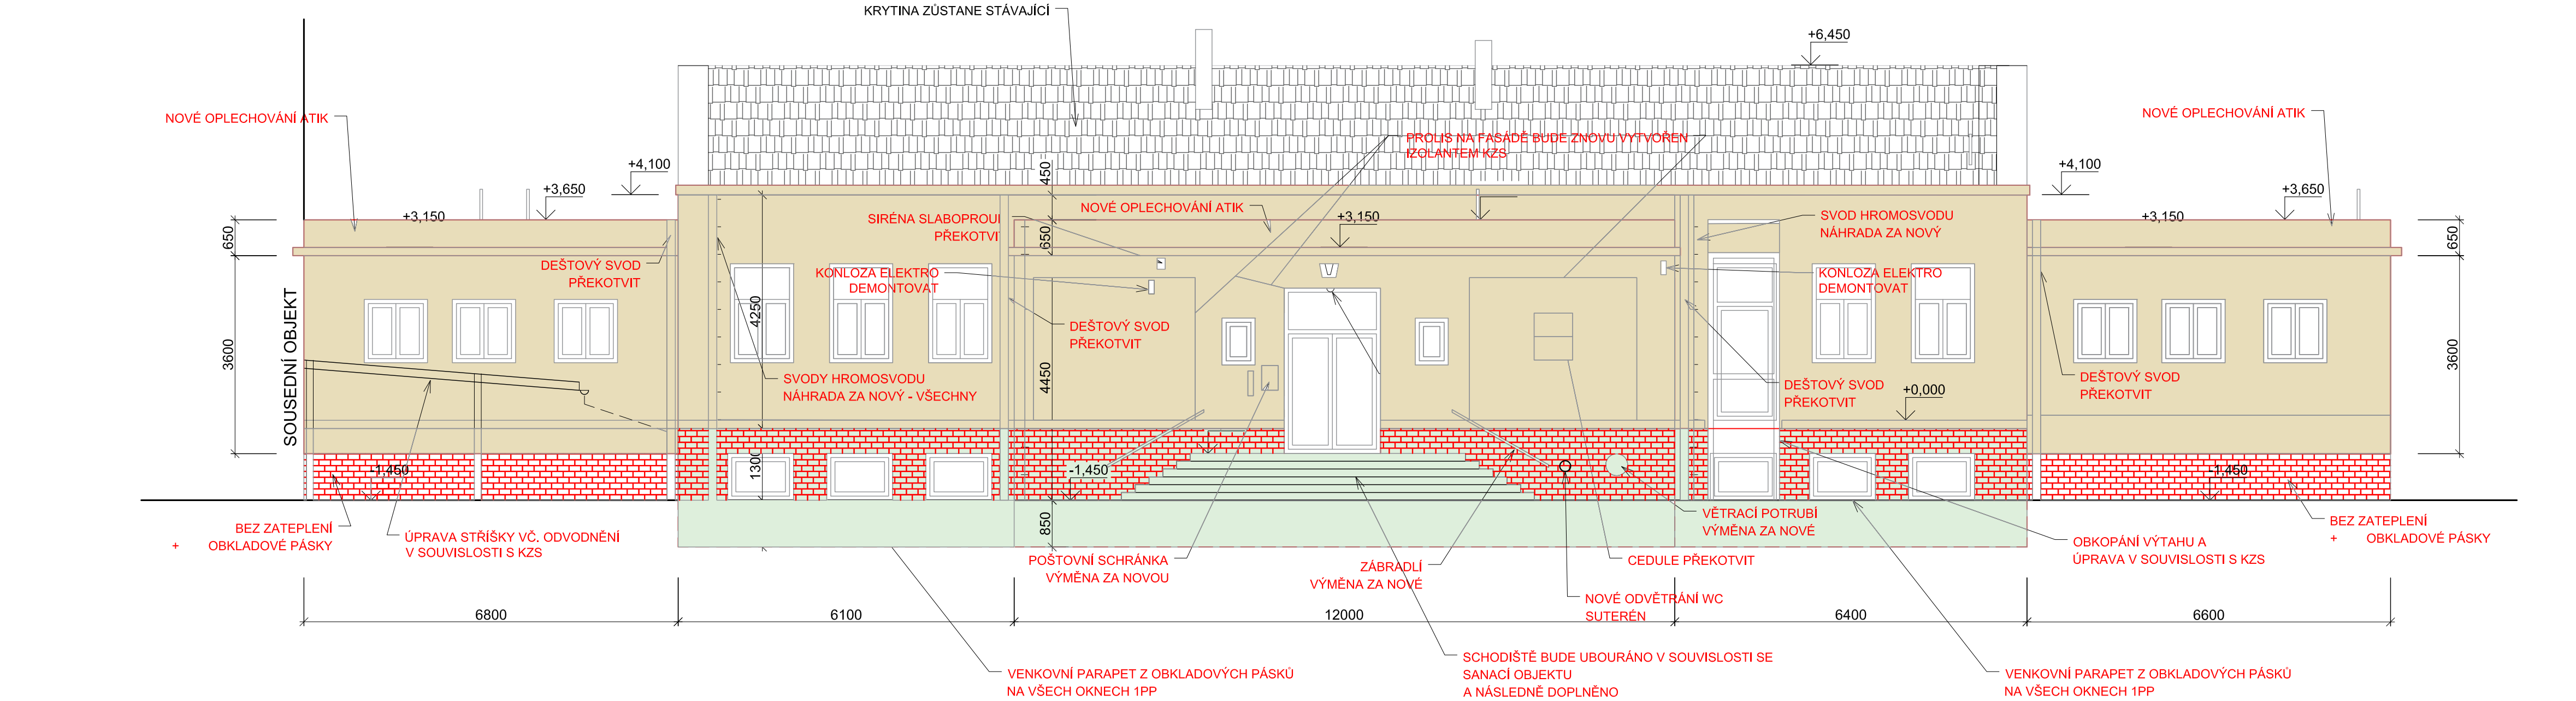 KRYTINA ZŮSTANE STÁVAJÍCÍ
+6,450
NOVÉ OPLECHOVÁNÍ ATIK
NOVÉ OPLECHOVÁNÍ ATIK
PROLIS NA FASÁDĚ BUDE ZNOVU VYTVOŘEN
IZOLANTEM KZS
+4,100
+4,100
450
+3,650
+3,650
NOVÉ OPLECHOVÁNÍ ATIK
+3,150
+3,150
+3,150
SIRÉNA SLABOPROUD
PŘEKOTVIT
SVOD HROMOSVODU
NÁHRADA ZA NOVÝ
650
650
650
DEŠTOVÝ SVOD
PŘEKOTVIT
KONLOZA ELEKTRO
DEMONTOVAT
KONLOZA ELEKTRO
DEMONTOVAT
4250
DEŠTOVÝ SVOD
PŘEKOTVIT
3600
3600
SOUSEDNÍ OBJEKT
SVODY HROMOSVODU
NÁHRADA ZA NOVÝ - VŠECHNY
4450
DEŠTOVÝ SVOD
PŘEKOTVIT
+0,000
DEŠTOVÝ SVOD
PŘEKOTVIT
-1,450
1300
-1,450
-1,450
BEZ ZATEPLENÍ
+ OBKLADOVÉ PÁSKY
ÚPRAVA STŘÍŠKY VČ. ODVODNĚNÍ
V SOUVISLOSTI S KZS
850
VĚTRACÍ POTRUBÍ
VÝMĚNA ZA NOVÉ
BEZ ZATEPLENÍ
+ OBKLADOVÉ PÁSKY
OBKOPÁNÍ VÝTAHU A
ÚPRAVA V SOUVISLOSTI S KZS
POŠTOVNÍ SCHRÁNKA
VÝMĚNA ZA NOVOU
ZÁBRADLÍ
VÝMĚNA ZA NOVÉ
CEDULE PŘEKOTVIT
NOVÉ ODVĚTRÁNÍ WC
SUTERÉN
6800
6100
12000
6400
6600
VENKOVNÍ PARAPET Z OBKLADOVÝCH PÁSKŮ
NA VŠECH OKNECH 1PP
SCHODIŠTĚ BUDE UBOURÁNO V SOUVISLOSTI SE
SANACÍ OBJEKTU
A NÁSLEDNĚ DOPLNĚNO
VENKOVNÍ PARAPET Z OBKLADOVÝCH PÁSKŮ
NA VŠECH OKNECH 1PP